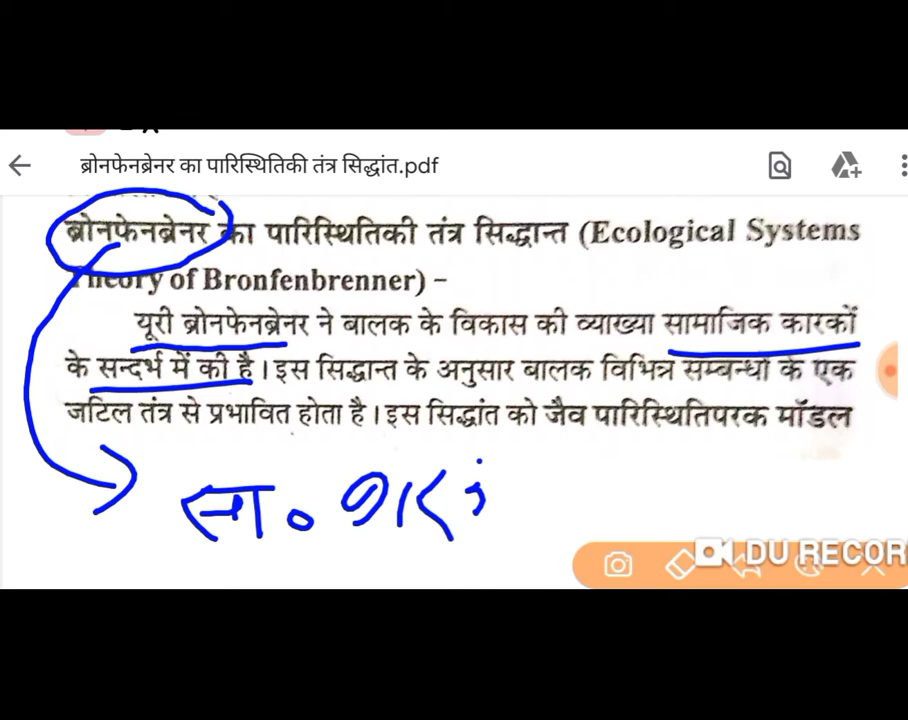 ब्रोनफेनब्रेनर का पारिस्थितिकी तंत्र सिद्धांत.pdf
ब्रोनफेनब्रेनर का पारिस्थितिकी तंत्र सिद्धान्त (Ecological Systems
Theory of Bronfenbrenner) –
यूरी ब्रोनफेनब्रेनर ने बालक के विकास की व्याख्या सामाजिक कारकों
के सन्दर्भ में की है। इस सिद्धान्त के अनुसार बालक विभिन्न सम्बन्धों के एक
जटिल तंत्र से प्रभावित होता है। इस सिद्धांत को जैव पारिस्थितिपरक मॉडल
सा०
DU RECOR